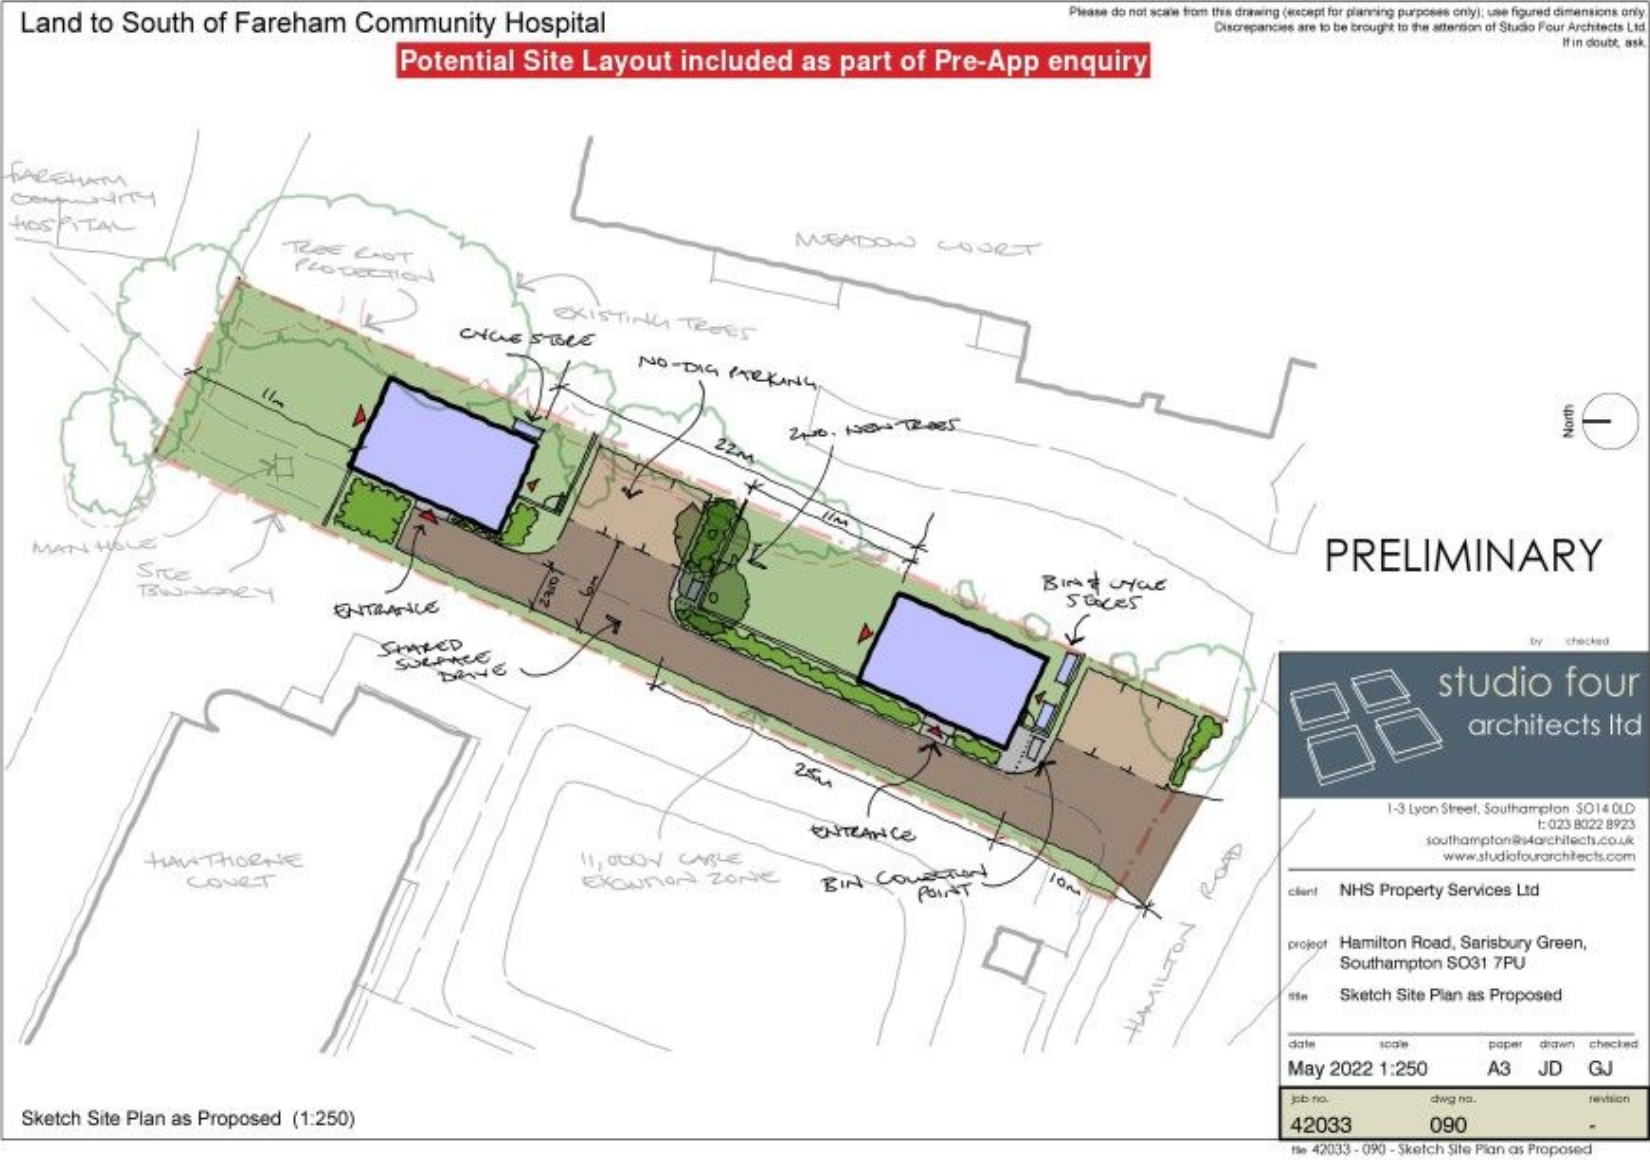 Land to South of Fareham Community Hospital
Please do not scale from this drawing (except for planning purposes only); use figured dimensions only.
Discrepancies are to be brought to the attention of Studio Four Architects Ltd.
If in doubt, ask.
Potential Site Layout included as part of Pre-App enquiry
FAREHAM
COMMUNITY
HOSPITAL
TREE ROOT
PROTECTION
MEADOW COURT
EXISTING TREES
CYCLE STORE
NO-DIG PARKING
11m
22m
2NO. NEW TREES
11m
North
MANHOLE
SITE
BOUNDARY
ENTRANCE
6m
SHARED
SURFACE
DRIVE
BIN & CYCLE
STORES
PRELIMINARY
25m
ENTRANCE
HAWTHORNE
COURT
11,000V CABLE
EXCLUTION ZONE
BIN COLLECTION
POINT
10m
HAMILTON ROAD
by checked
studio four
architects ltd
1-3 Lyon Street, Southampton SO14 0LD
t: 023 8022 8923
southampton@s4architects.co.uk
www.studiofourarchitects.com
client NHS Property Services Ltd
project Hamilton Road, Sarisbury Green,
Southampton SO31 7PU
title Sketch Site Plan as Proposed
date scale paper drawn checked
May 2022 1:250 A3 JD GJ
job no. dwg no. revision
42033 090 -
Sketch Site Plan as Proposed (1:250)
file 42033 - 090 - Sketch Site Plan as Proposed